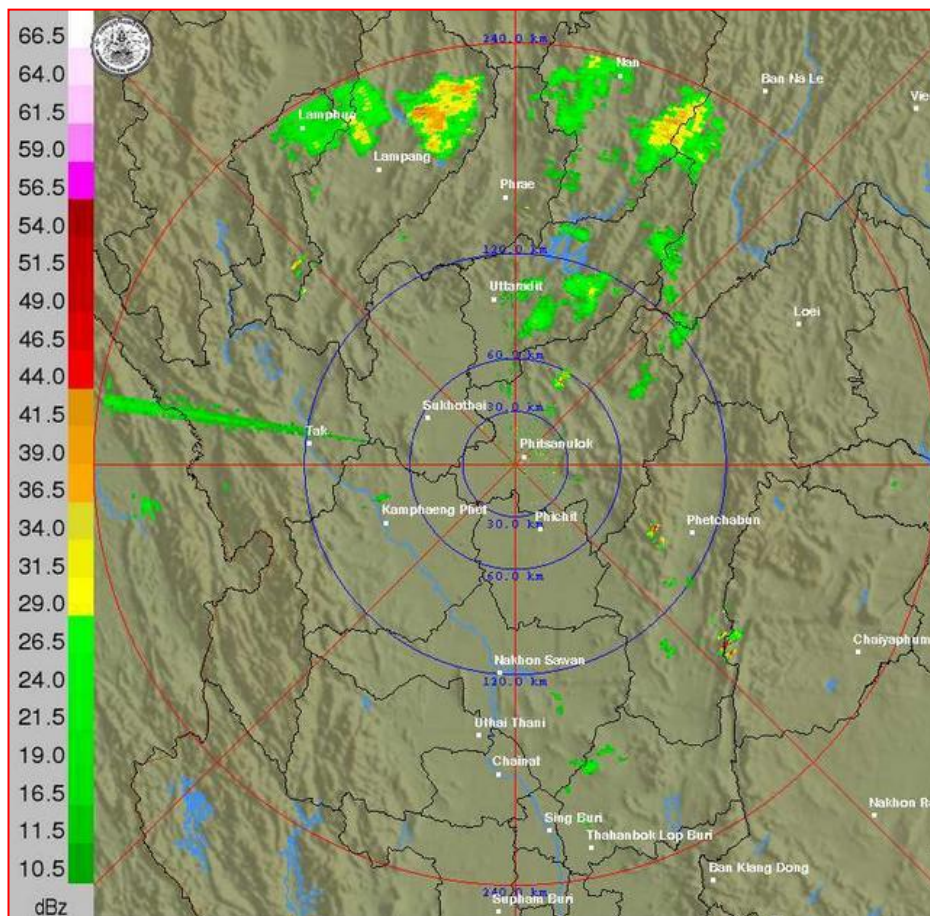 66.5
64.0
61.5
59.0
56.5
54.0
51.5
49.0
46.5
44.0
41.5
39.0
36.5
34.0
31.5
29.0
26.5
24.0
21.5
19.0
16.5
11.5
10.5
dBz
240.0 km
Nan
Ban Na Le
Vie
Lamphun
Lampang
Phrae
120.0 km
Uttaradit
Loei
60.0 km
30.0 km
Sukhothai
Tak
Phitsanulok
Kamphaeng Phet
Phichit
30.0 km
Phetchabun
60.0 km
Chaiyaphum
Nakhon Sawan
120.0 km
Uthai Thani
Chainat
Nakhon R
Sing Buri
Thahanbok Lop Buri
Ban Klang Dong
240.0 km
Supham Buri